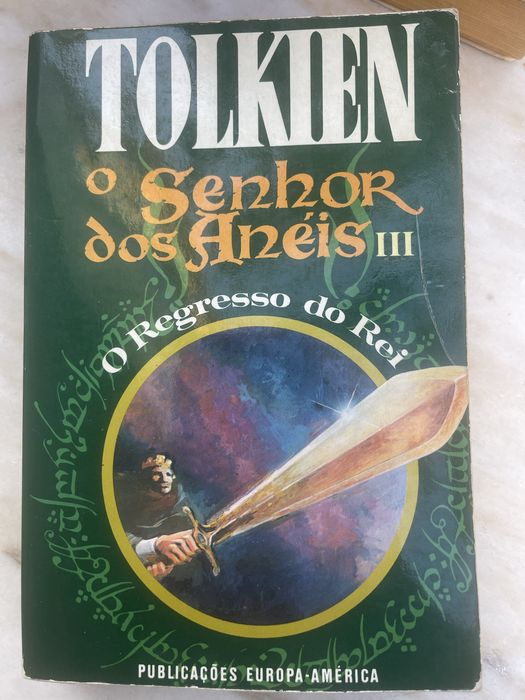 TOLKIEN
O Senhor
dos Anéis III
O Regresso do Rei
PUBLICAÇÕES EUROPA-AMÉRICA